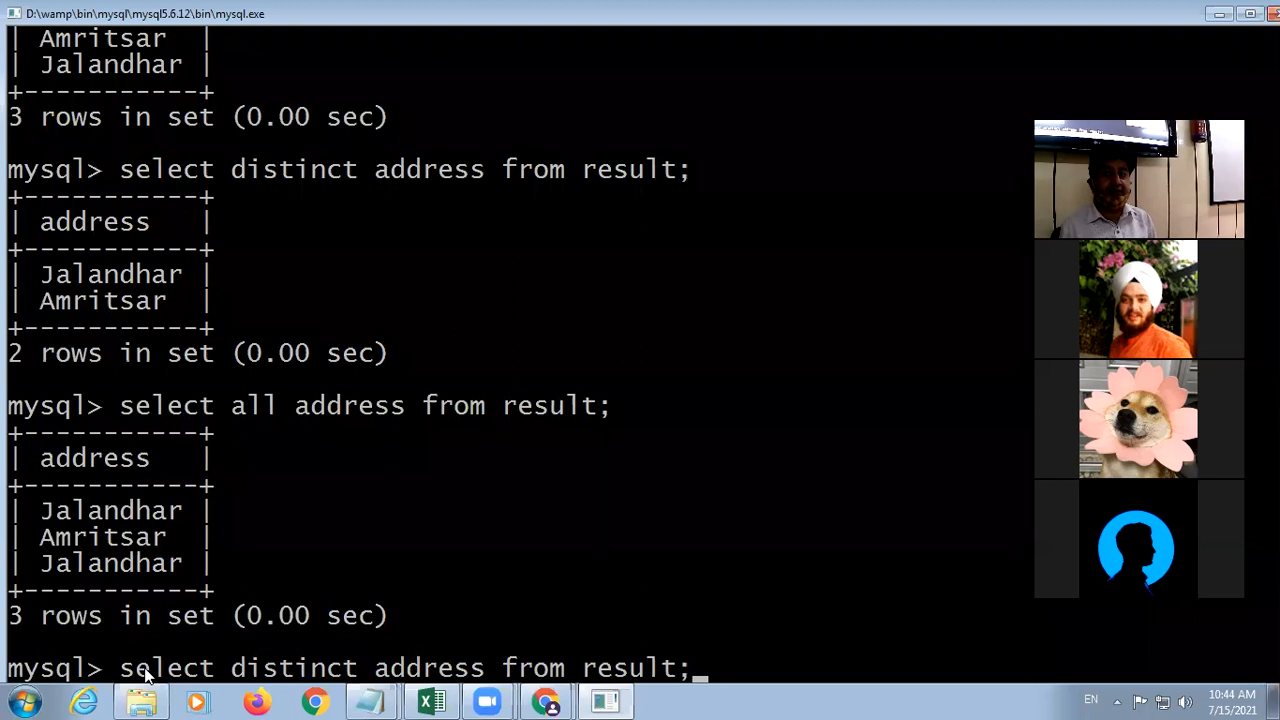 D:\wamp\bin\mysql\mysql5.6.12\bin\mysql.exe
| Amritsar  |
| Jalandhar |
+-----------+
3 rows in set (0.00 sec)
mysql> select distinct address from result;
+-----------+
| address   |
+-----------+
| Jalandhar |
| Amritsar  |
+-----------+
2 rows in set (0.00 sec)
mysql> select all address from result;
+-----------+
| address   |
+-----------+
| Jalandhar |
| Amritsar  |
| Jalandhar |
+-----------+
3 rows in set (0.00 sec)
mysql> select distinct address from result;_
EN
10:44 AM
7/15/2021